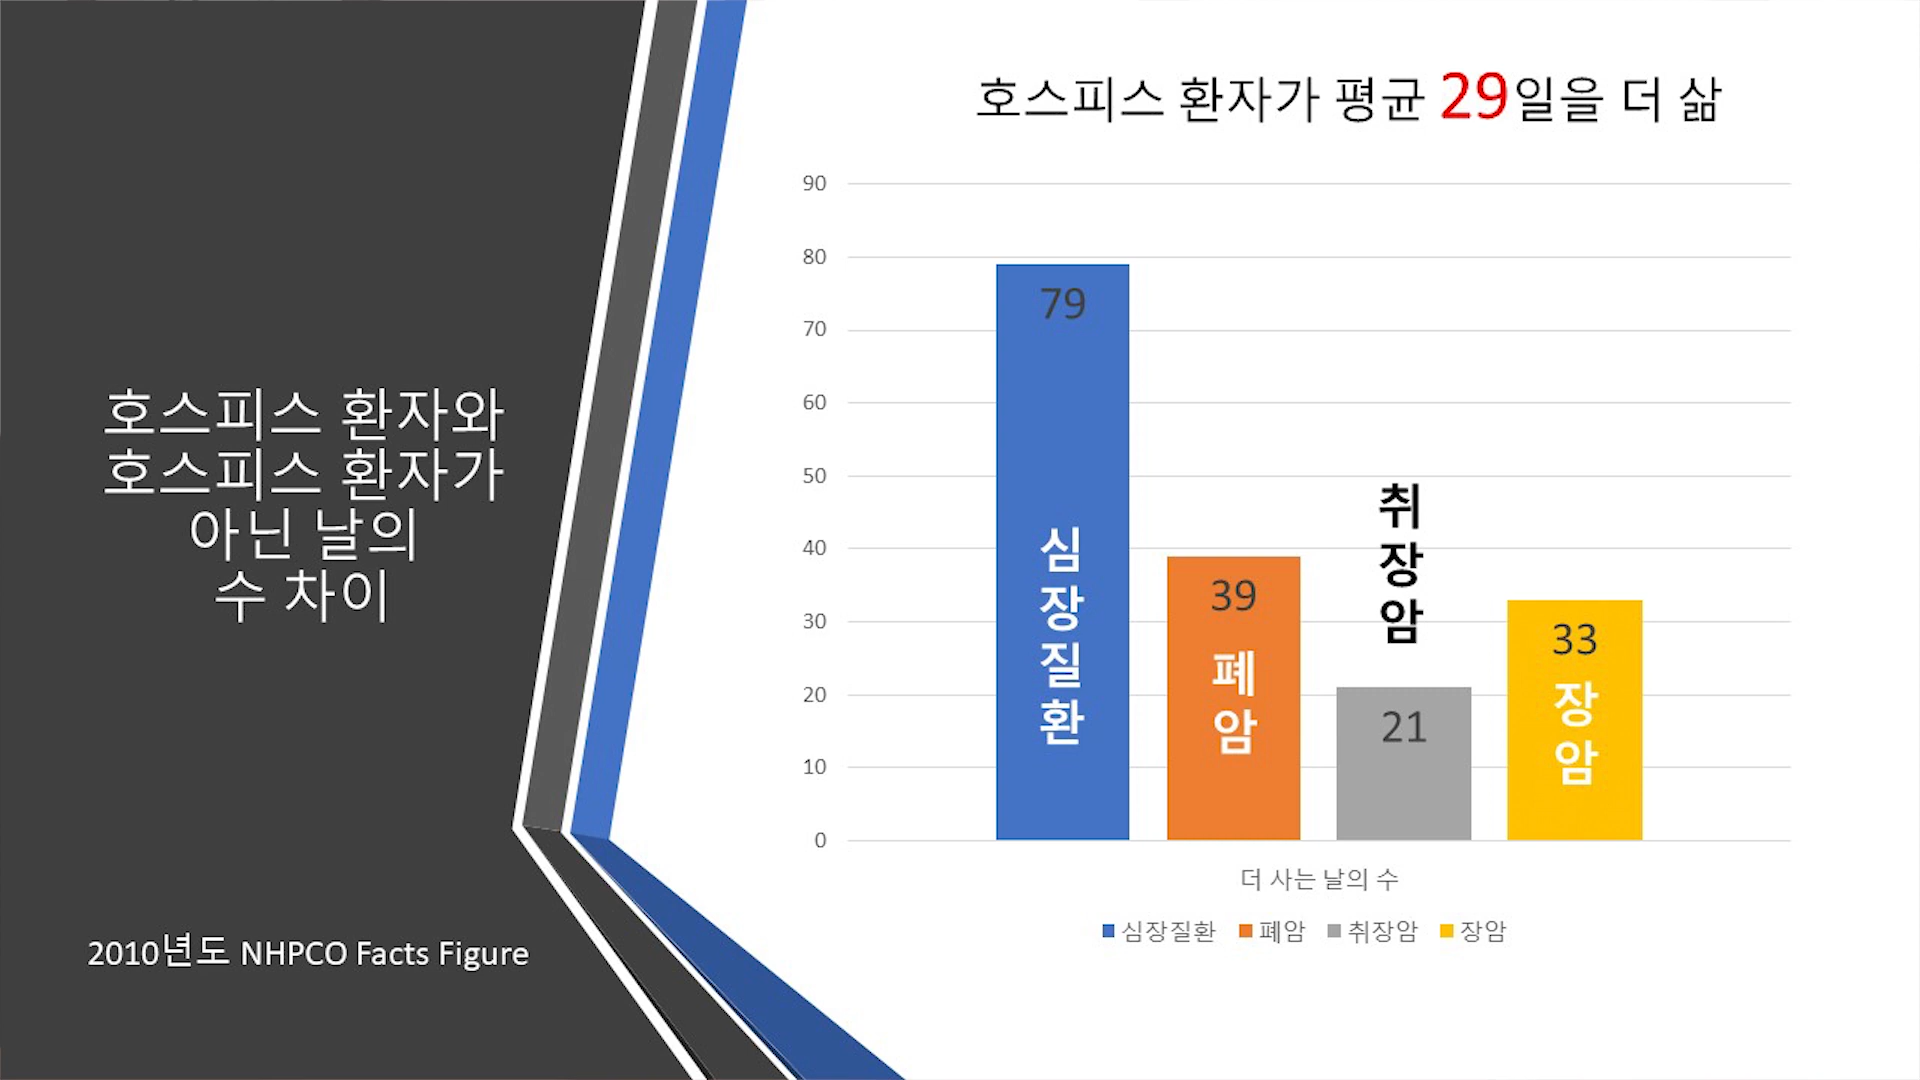 호스피스 환자와
호스피스 환자가
아닌 날의
수 차이
2010년도 NHPCO Facts Figure
호스피스 환자가 평균 29일을 더 삶
90
80
70
60
50
40
30
20
10
0
79
심장질환
39
폐암
취장암
21
33
장암
더 사는 날의 수
심장질환 폐암 취장암 장암